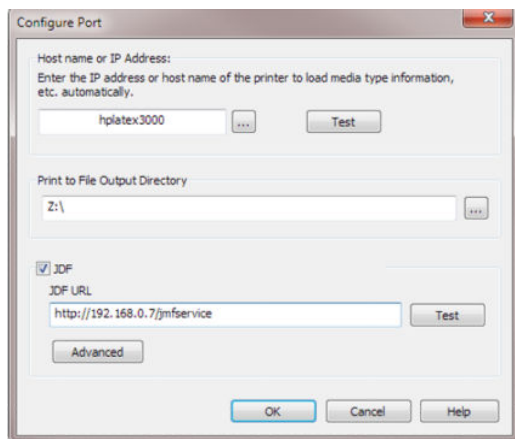 Configure Port
Host name or IP Address:
Enter the IP address or host name of the printer to load media type information,
etc. automatically.
hplatex3000 ... Test
Print to File Output Directory
Z:\ ...
JDF
JDF URL
http://192.168.0.7/jmfservice Test
Advanced
OK Cancel Help